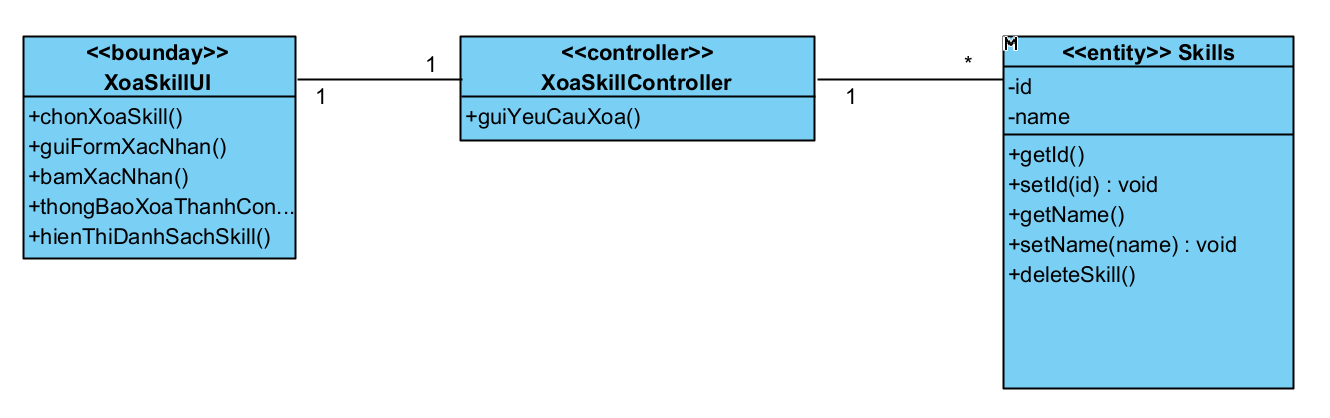 <<bounday>>
XoaSkillUI
+chonXoaSkill()
+guiFormXacNhan()
+bamXacNhan()
+thongBaoXoaThanhCon...
+hienThiDanhSachSkill()
1
1
<<controller>>
XoaSkillController
+guiYeuCauXoa()
1
*
M
<<entity>> Skills
-id
-name
+getId()
+setId(id) : void
+getName()
+setName(name) : void
+deleteSkill()